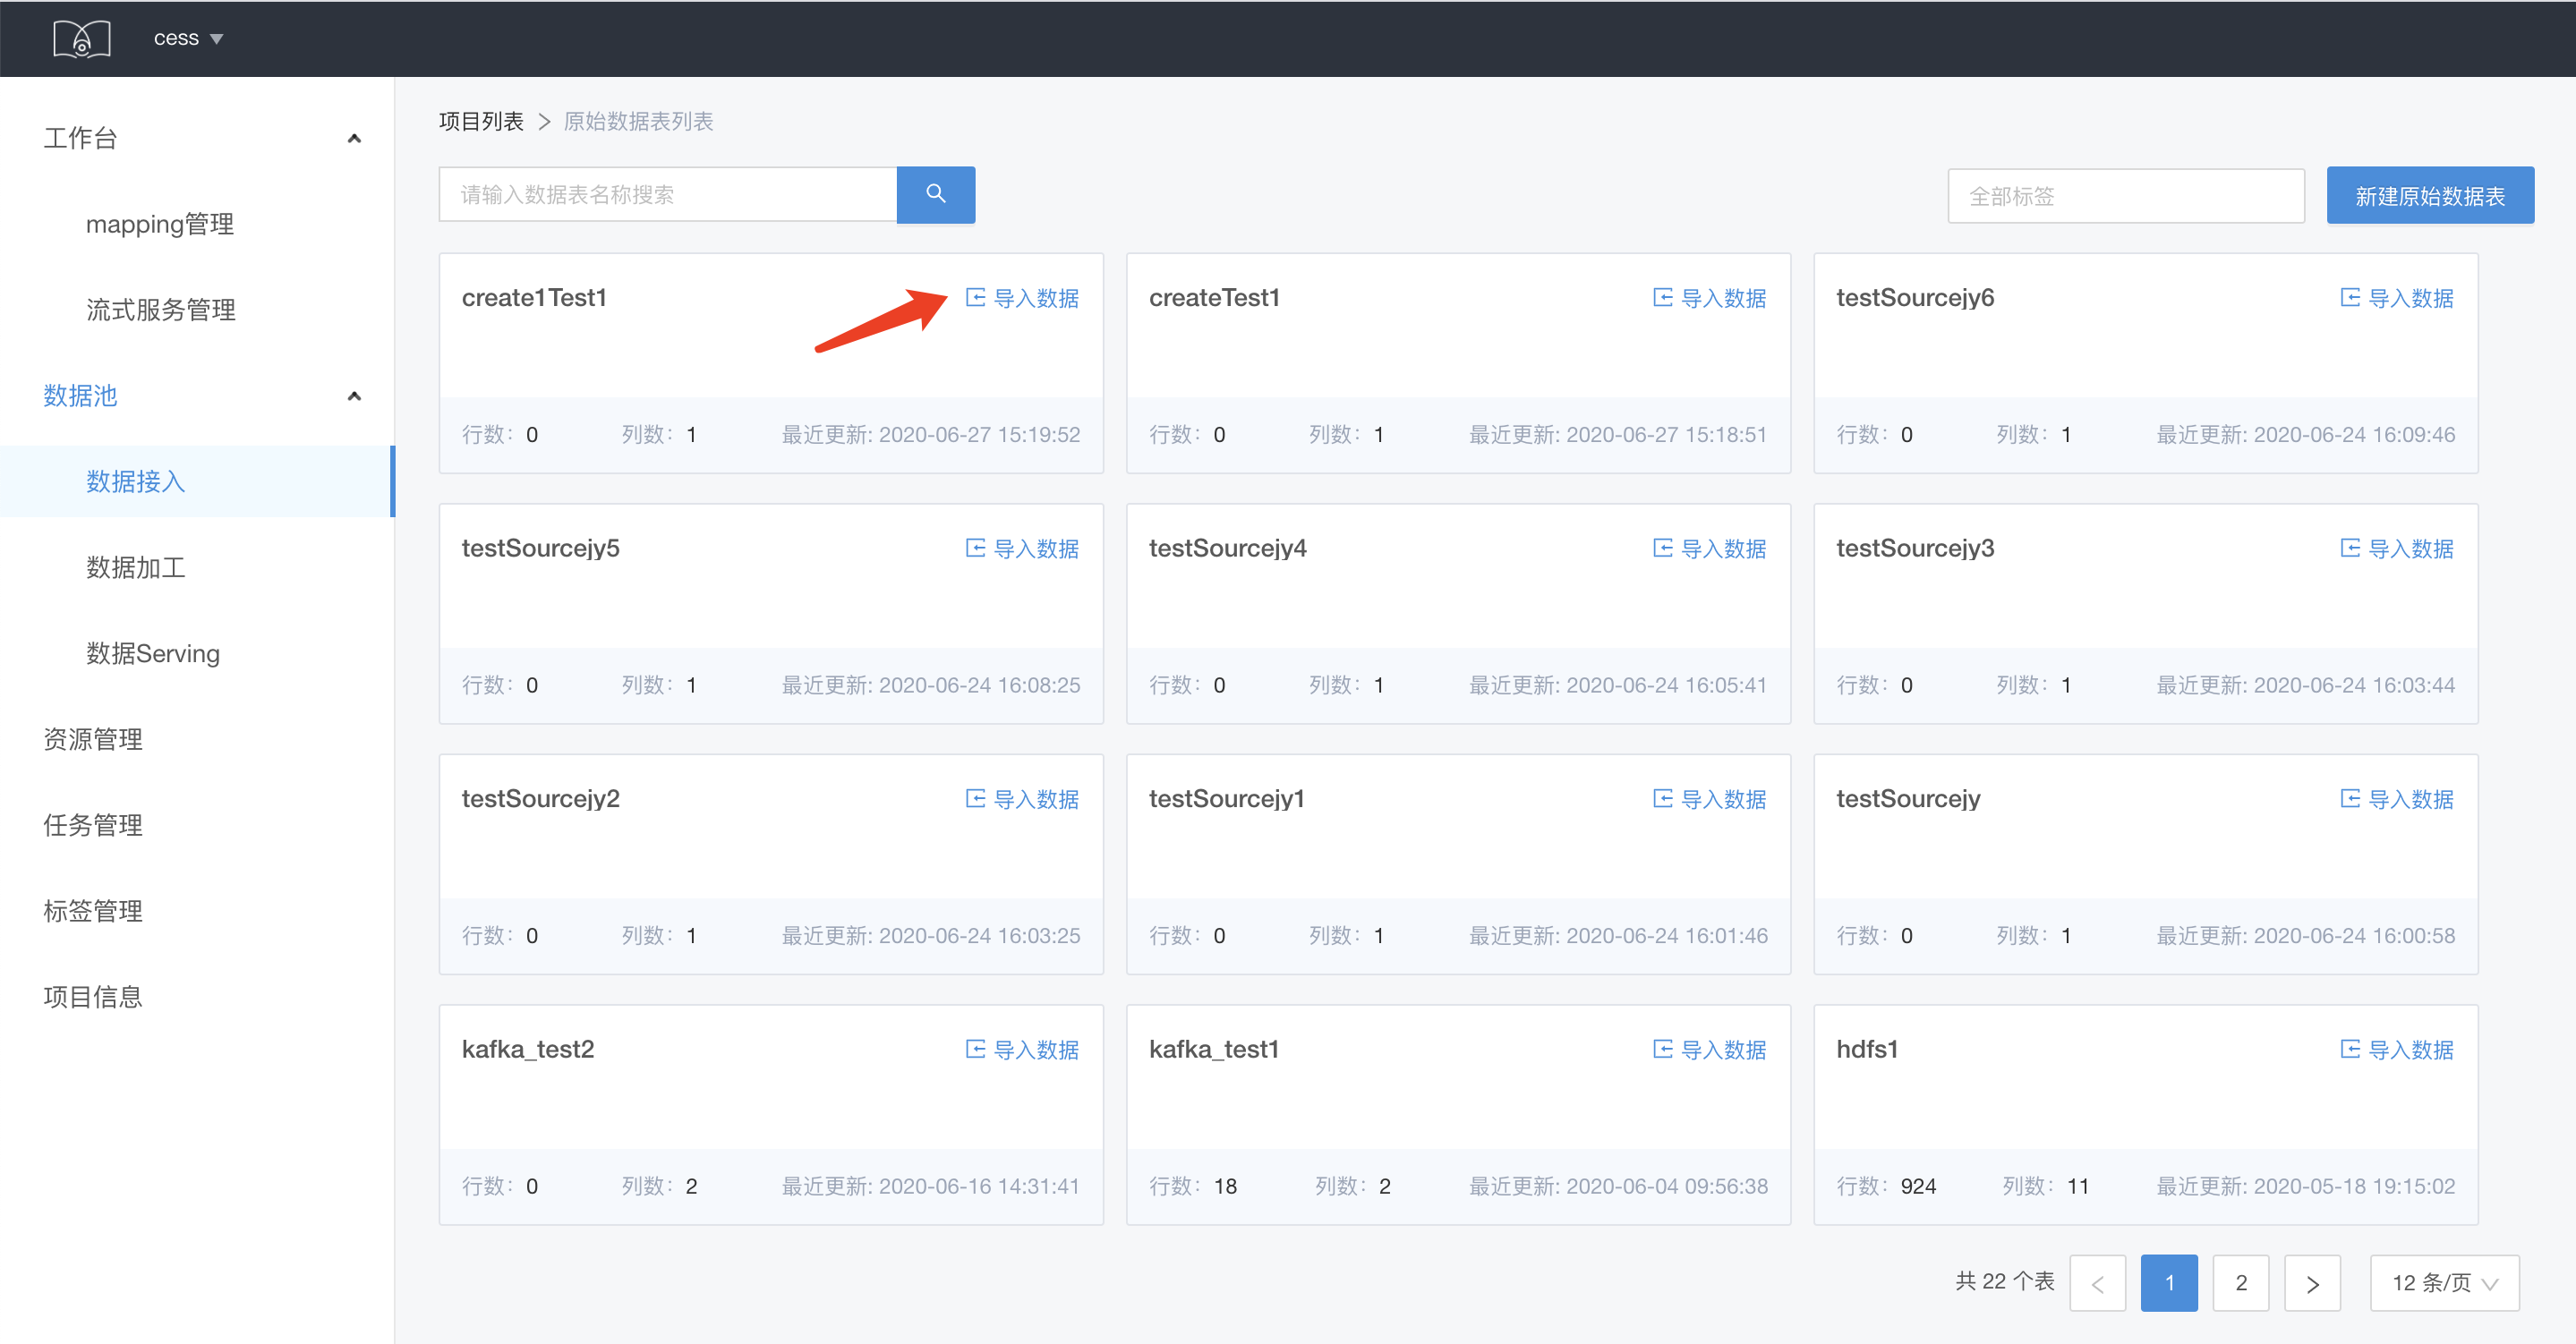 cess
工作台
mapping管理
流式服务管理
数据池
数据接入
数据加工
数据Serving
资源管理
任务管理
标签管理
项目信息
项目列表 > 原始数据表列表
请输入数据表名称搜索
全部标签
新建原始数据表
create1Test1 导入数据
行数: 0 列数: 1 最近更新: 2020-06-27 15:19:52
createTest1 导入数据
行数: 0 列数: 1 最近更新: 2020-06-27 15:18:51
testSourcejy6 导入数据
行数: 0 列数: 1 最近更新: 2020-06-24 16:09:46
testSourcejy5 导入数据
行数: 0 列数: 1 最近更新: 2020-06-24 16:08:25
testSourcejy4 导入数据
行数: 0 列数: 1 最近更新: 2020-06-24 16:05:41
testSourcejy3 导入数据
行数: 0 列数: 1 最近更新: 2020-06-24 16:03:44
testSourcejy2 导入数据
行数: 0 列数: 1 最近更新: 2020-06-24 16:03:25
testSourcejy1 导入数据
行数: 0 列数: 1 最近更新: 2020-06-24 16:01:46
testSourcejy 导入数据
行数: 0 列数: 1 最近更新: 2020-06-24 16:00:58
kafka_test2 导入数据
行数: 0 列数: 2 最近更新: 2020-06-16 14:31:41
kafka_test1 导入数据
行数: 18 列数: 2 最近更新: 2020-06-04 09:56:38
hdfs1 导入数据
行数: 924 列数: 11 最近更新: 2020-05-18 19:15:02
共 22 个表 < 1 2 > 12 条/页